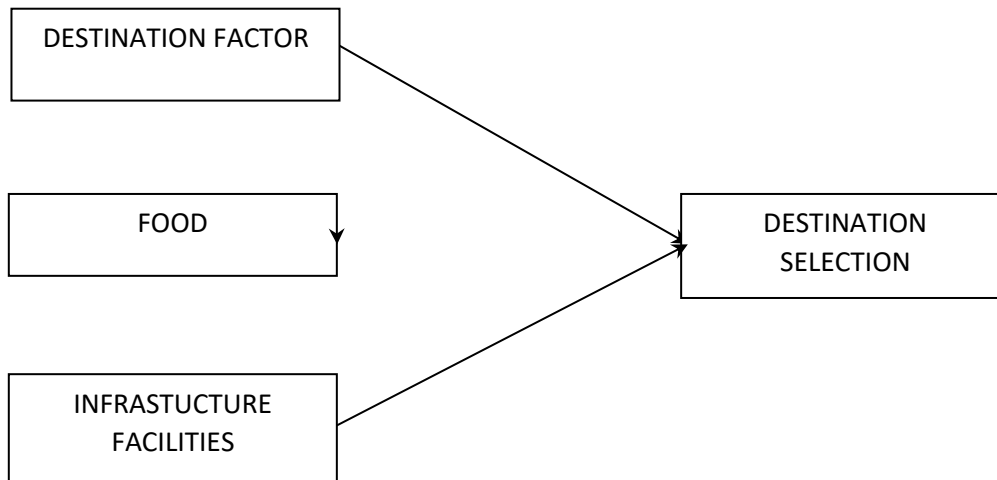 DESTINATION FACTOR
FOOD
DESTINATION
SELECTION
INFRASTUCTURE
FACILITIES